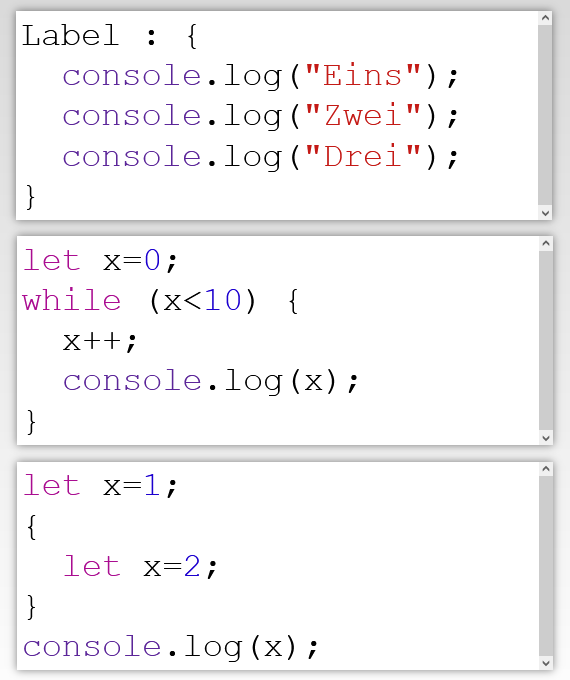 Label : {
  console.log("Eins");
  console.log("Zwei");
  console.log("Drei");
}
let x=0;
while (x<10) {
  x++;
  console.log(x);
}
let x=1;
{
  let x=2;
}
console.log(x);